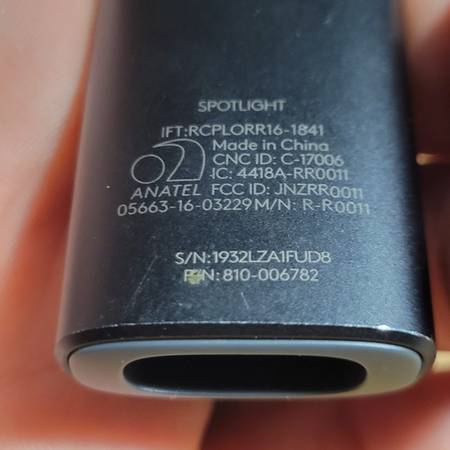 SPOTLIGHT
IFT:RCPLORR16-1841
Made in China
CNC ID: C-17006
IC: 4418A-RR0011
ANATEL FCC ID: JNZRR0011
05663-16-03229 M/N: R-R0011
S/N:1932LZA1FUD8
P/N: 810-006782